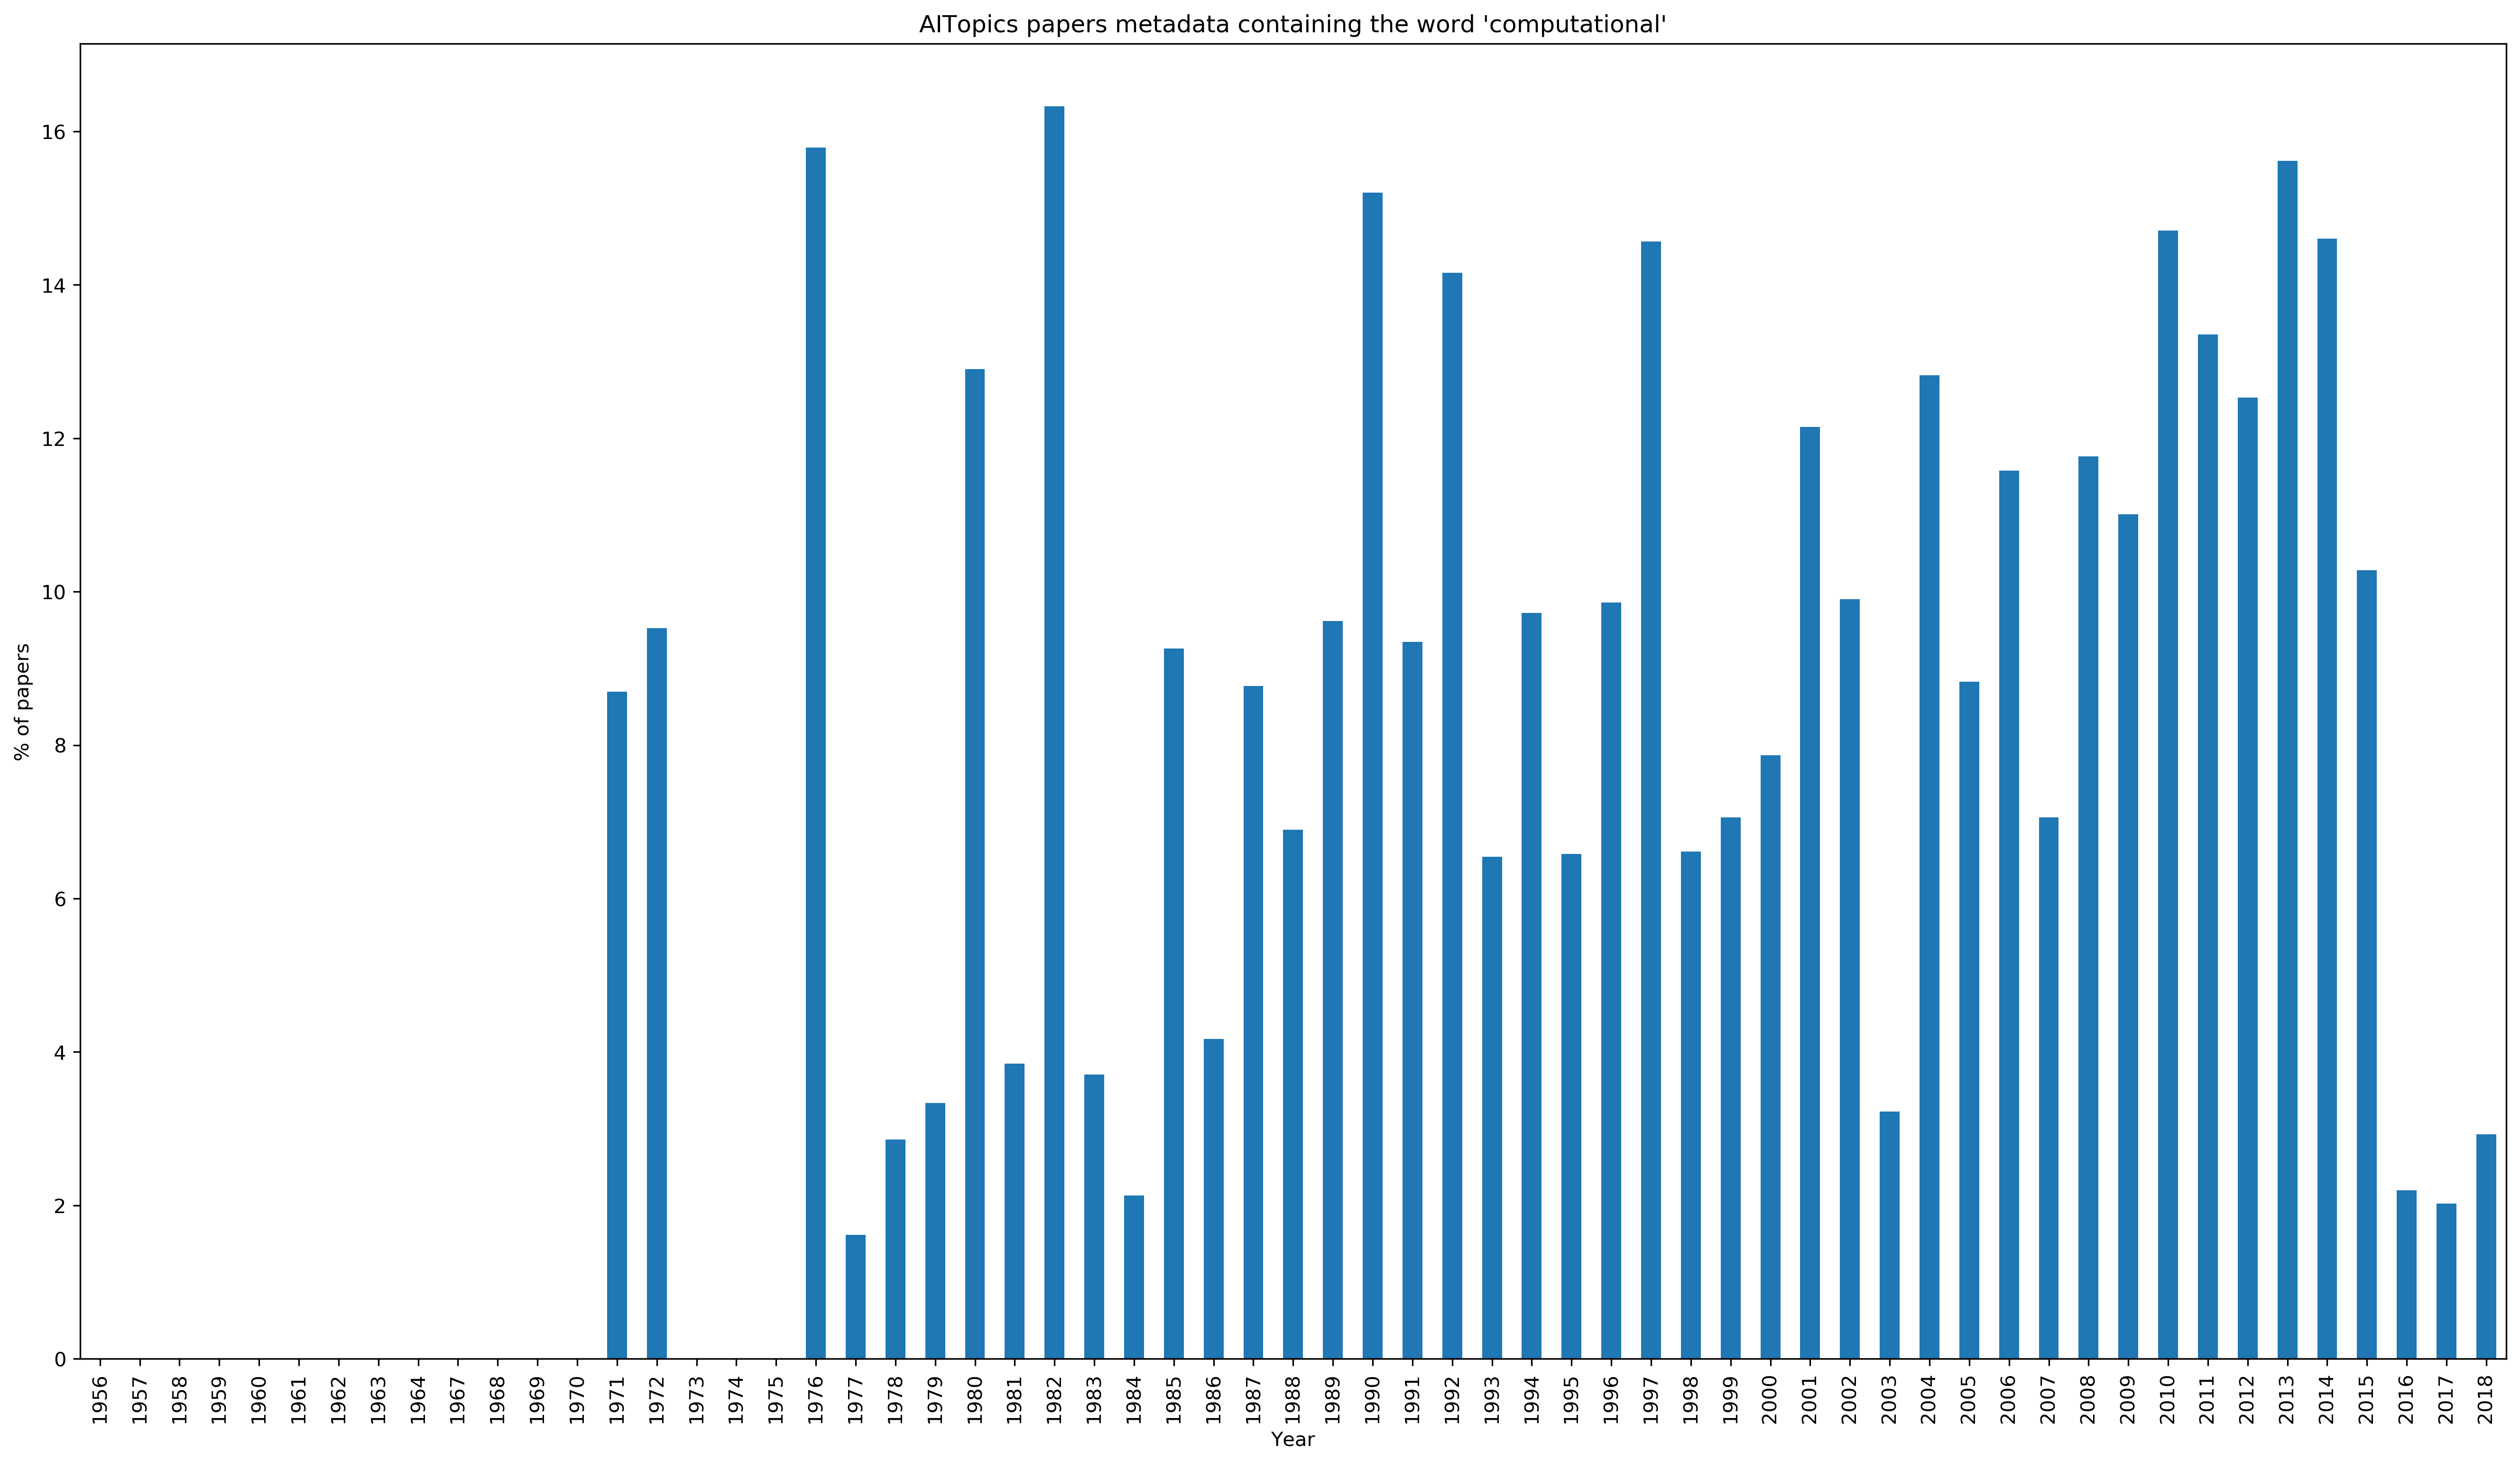 AITopics papers metadata containing the word 'computational'
% of papers
16
14
12
10
8
6
4
2
0
1956 1957 1958 1959 1960 1961 1962 1963 1964 1967 1968 1969 1970 1971 1972 1973 1974 1975 1976 1977 1978 1979 1980 1981 1982 1983 1984 1985 1986 1987 1988 1989 1990 1991 1992 1993 1994 1995 1996 1997 1998 1999 2000 2001 2002 2003 2004 2005 2006 2007 2008 2009 2010 2011 2012 2013 2014 2015 2016 2017 2018
Year